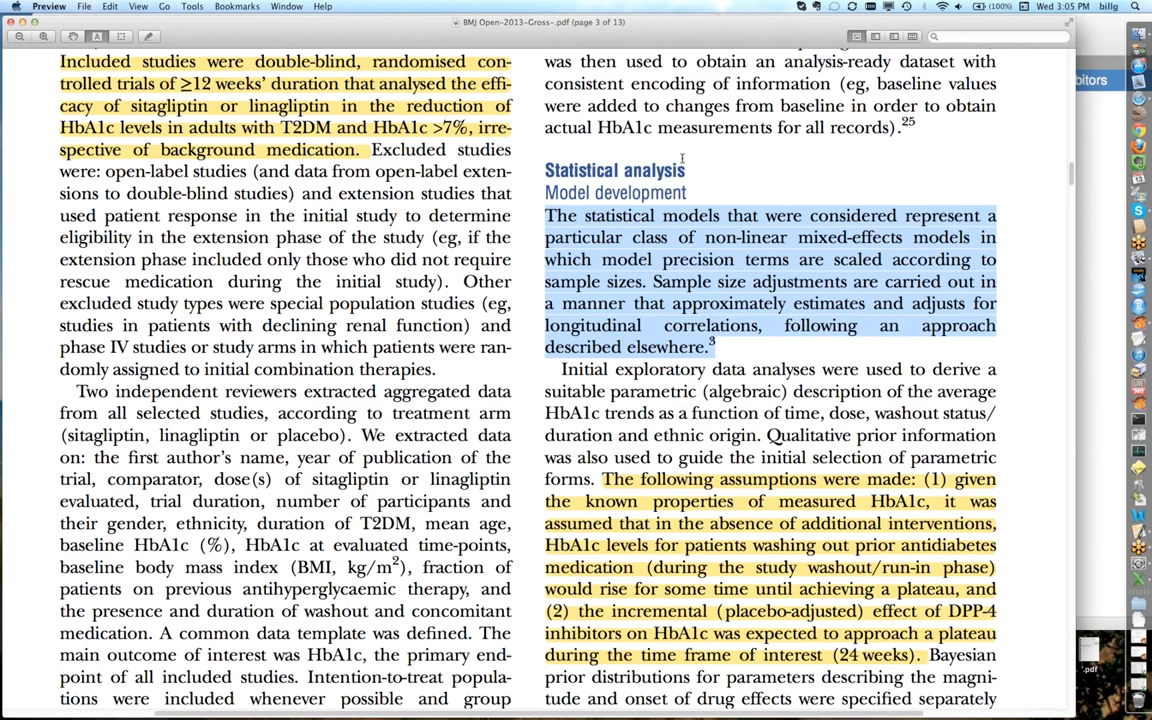 Preview File Edit View Go Tools Bookmarks Window Help
(100%) Wed 3:05 PM billg
BMJ Open-2013-Gross-.pdf (page 3 of 13)
Included studies were double-blind, randomised con-
trolled trials of ≥12 weeks' duration that analysed the effi-
cacy of sitagliptin or linagliptin in the reduction of
HbA1c levels in adults with T2DM and HbA1c >7%, irre-
spective of background medication. Excluded studies
were: open-label studies (and data from open-label exten-
sions to double-blind studies) and extension studies that
used patient response in the initial study to determine
eligibility in the extension phase of the study (eg, if the
extension phase included only those who did not require
rescue medication during the initial study). Other
excluded study types were special population studies (eg,
studies in patients with declining renal function) and
phase IV studies or study arms in which patients were ran-
domly assigned to initial combination therapies.
Two independent reviewers extracted aggregated data
from all selected studies, according to treatment arm
(sitagliptin, linagliptin or placebo). We extracted data
on: the first author's name, year of publication of the
trial, comparator, dose(s) of sitagliptin or linagliptin
evaluated, trial duration, number of participants and
their gender, ethnicity, duration of T2DM, mean age,
baseline HbA1c (%), HbA1c at evaluated time-points,
baseline body mass index (BMI, kg/m²), fraction of
patients on previous antihyperglycaemic therapy, and
the presence and duration of washout and concomitant
medication. A common data template was defined. The
main outcome of interest was HbA1c, the primary end-
point of all included studies. Intention-to-treat popula-
tions were included whenever possible and group
was then used to obtain an analysis-ready dataset with
consistent encoding of information (eg, baseline values
were added to changes from baseline in order to obtain
actual HbA1c measurements for all records).²⁵
Statistical analysis
Model development
The statistical models that were considered represent a
particular class of non-linear mixed-effects models in
which model precision terms are scaled according to
sample sizes. Sample size adjustments are carried out in
a manner that approximately estimates and adjusts for
longitudinal correlations, following an approach
described elsewhere.³
Initial exploratory data analyses were used to derive a
suitable parametric (algebraic) description of the average
HbA1c trends as a function of time, dose, washout status/
duration and ethnic origin. Qualitative prior information
was also used to guide the initial selection of parametric
forms. The following assumptions were made: (1) given
the known properties of measured HbA1c, it was
assumed that in the absence of additional interventions,
HbA1c levels for patients washing out prior antidiabetes
medication (during the study washout/run-in phase)
would rise for some time until achieving a plateau, and
(2) the incremental (placebo-adjusted) effect of DPP-4
inhibitors on HbA1c was expected to approach a plateau
during the time frame of interest (24 weeks). Bayesian
prior distributions for parameters describing the magni-
tude and onset of drug effects were specified separately
bitors
.pdf